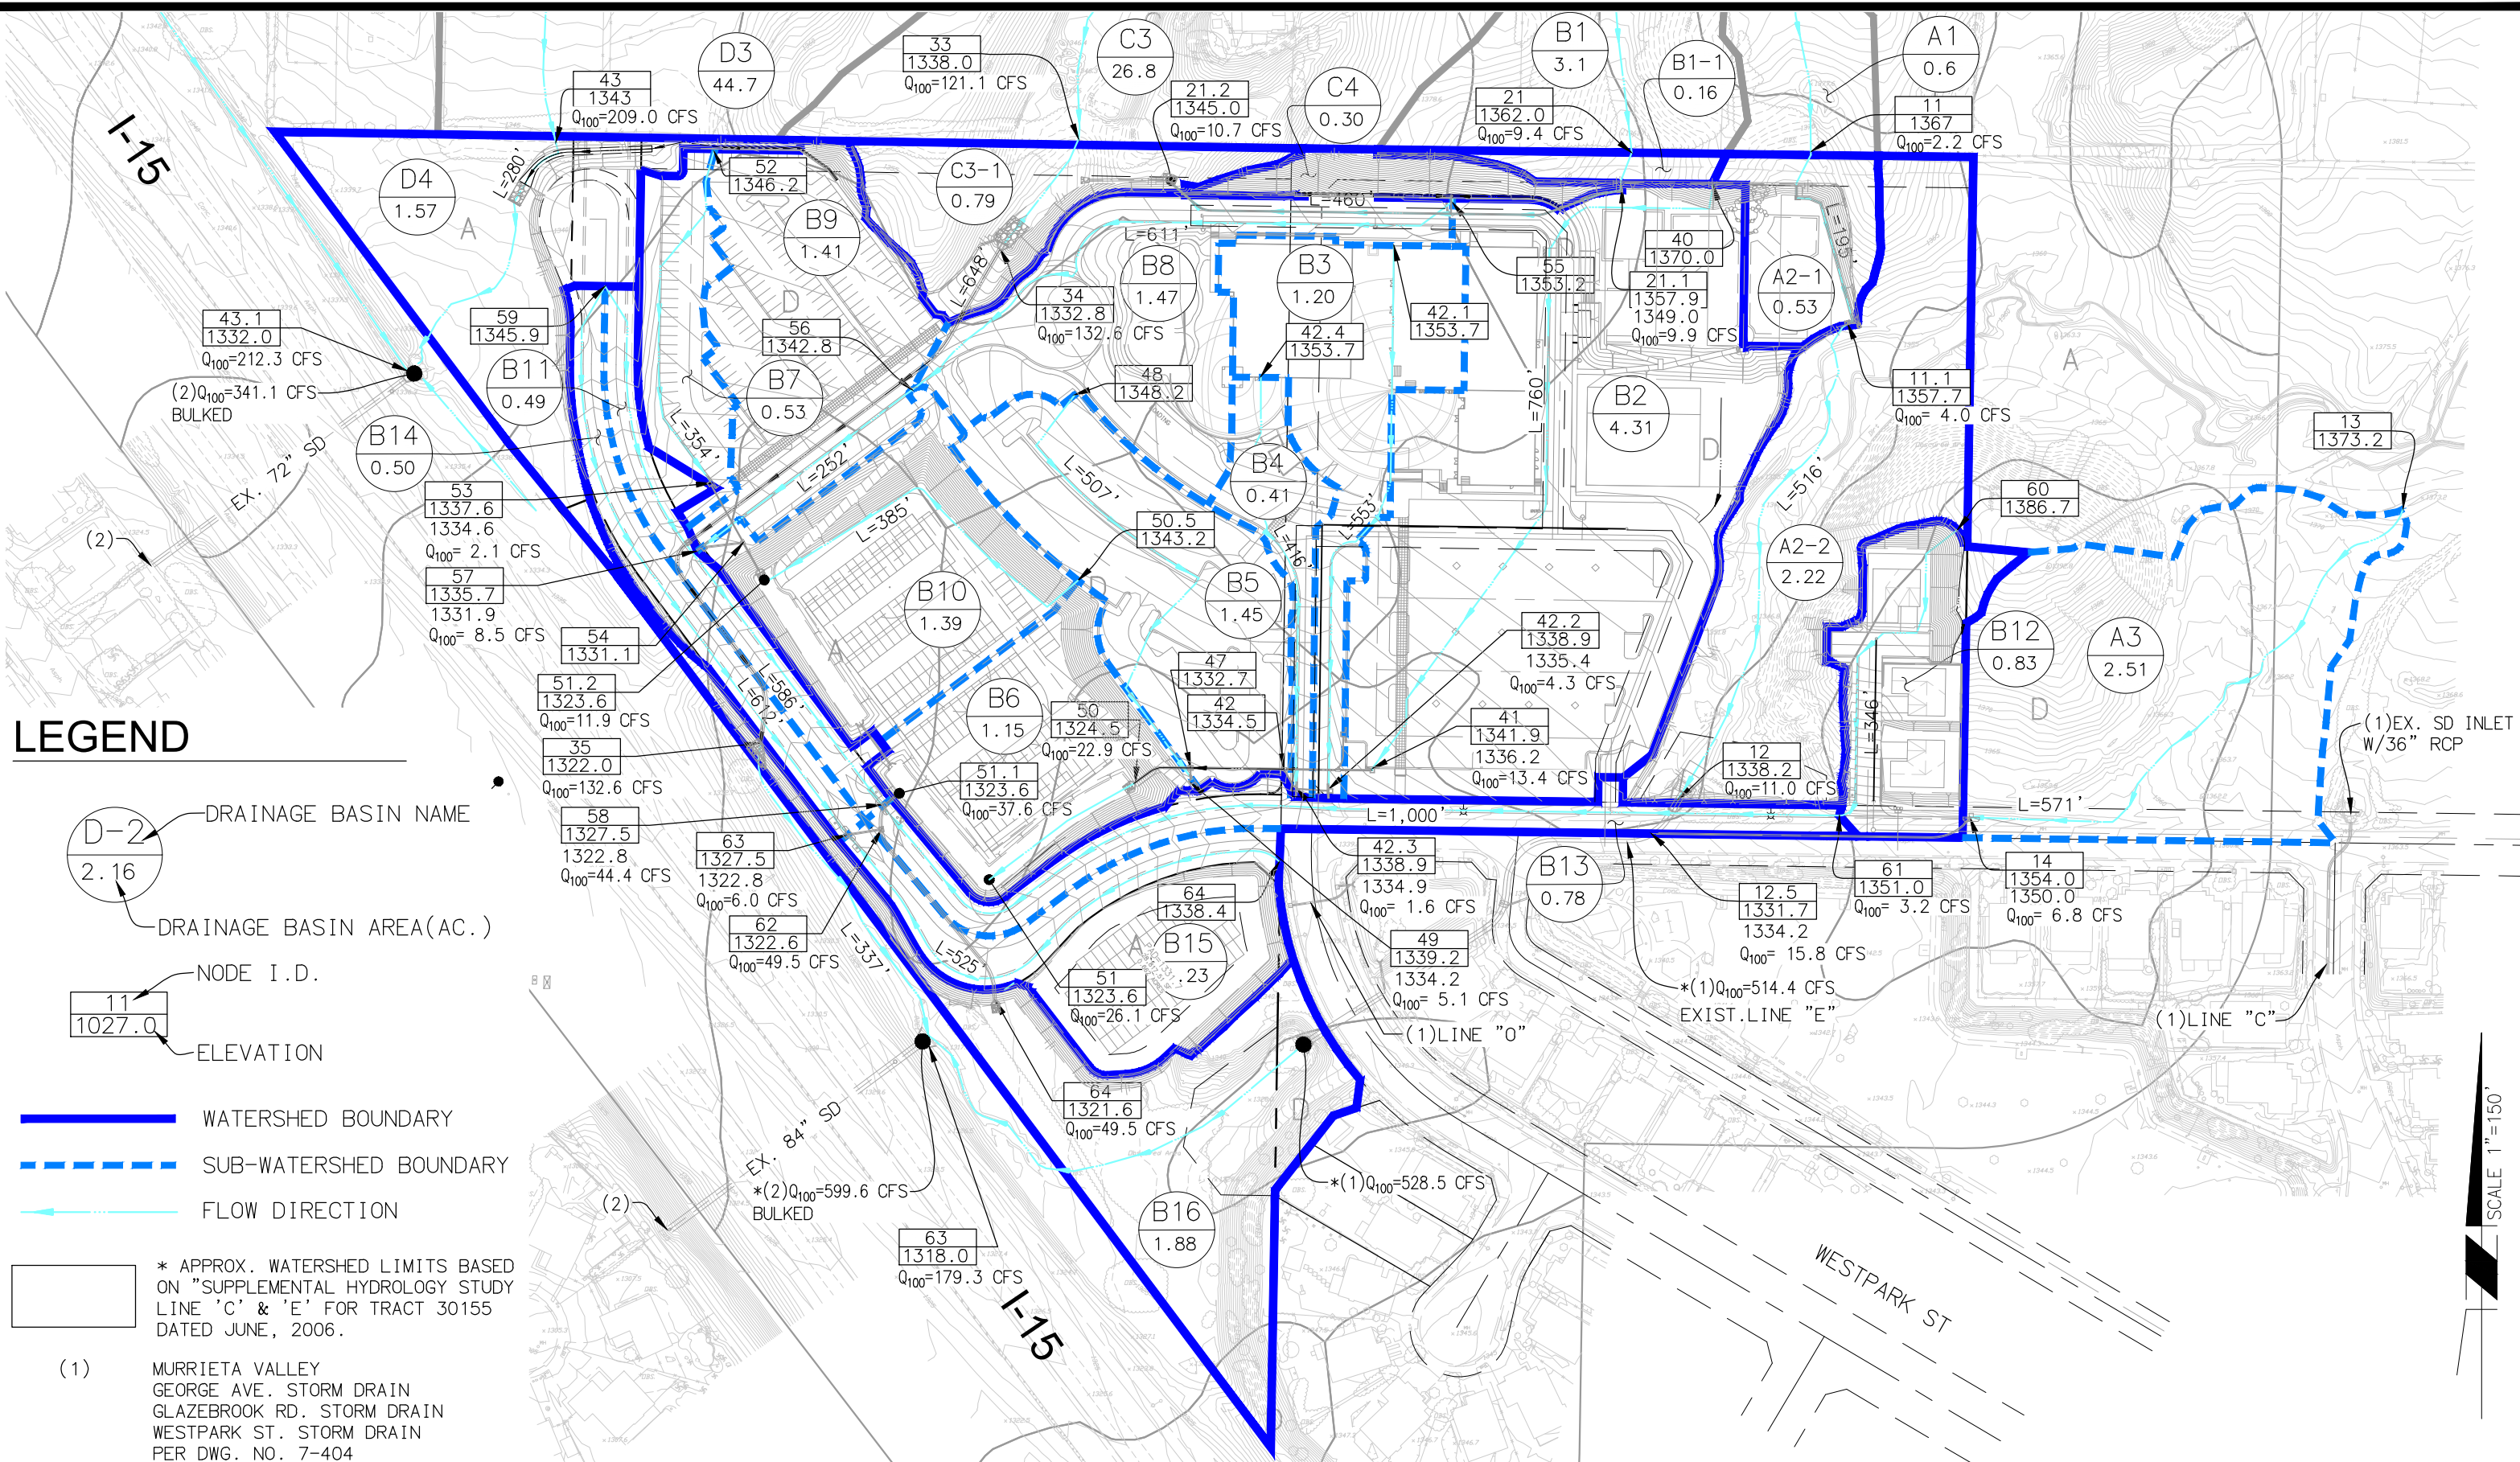 I-15
43
1343
Q100=209.0 CFS
D3
44.7
33
1338.0
Q100=121.1 CFS
C3
26.8
21.2
1345.0
Q100=10.7 CFS
C4
0.30
21
1362.0
Q100=9.4 CFS
B1
3.1
B1-1
0.16
A1
0.6
11
1367
Q100=2.2 CFS
L=280'
D4
1.57
A
52
1346.2
B9
1.41
C3-1
0.79
L=460'
L=611'
L=648'
B8
1.47
B3
1.20
55
1353.2
40
1370.0
21.1
1357.9
1349.0
Q100=9.9 CFS
A2-1
0.53
L=195'
A
D
34
1332.8
Q100=132.6 CFS
42.4
1353.7
42.1
1353.7
43.1
1332.0
Q100=212.3 CFS
(2)Q100=341.1 CFS
BULKED
59
1345.9
B11
0.49
56
1342.8
B7
0.53
48
1348.2
L=760'
B2
4.31
D
11.1
1357.7
Q100= 4.0 CFS
13
1373.2
B14
0.50
EX. 72" SD
(2)
L=354'
L=252'
L=385'
L=507'
B4
0.41
L=553'
L=416'
L=516'
60
1386.7
53
1337.6
1334.6
Q100= 2.1 CFS
57
1335.7
1331.9
Q100= 8.5 CFS
50.5
1343.2
D
B10
1.39
A
B5
1.45
A2-2
2.22
54
1331.1
51.2
1323.6
Q100=11.9 CFS
35
1322.0
Q100=132.6 CFS
58
1327.5
1322.8
Q100=44.4 CFS
L=586'
L=612'
B6
1.15
50
1324.5
Q100=22.9 CFS
47
1332.7
42
1334.5
42.2
1338.9
1335.4
Q100=4.3 CFS
41
1341.9
1336.2
Q100=13.4 CFS
B12
0.83
A3
2.51
D
L=346'
12
1338.2
Q100=11.0 CFS
(1)EX. SD INLET
W/36" RCP
51.1
1323.6
Q100=37.6 CFS
63
1327.5
1322.8
Q100=6.0 CFS
62
1322.6
Q100=49.5 CFS
L=1,000'
L=571'
42.3
1338.9
1334.9
Q100= 1.6 CFS
B13
0.78
12.5
1331.7
1334.2
Q100= 15.8 CFS
61
1351.0
Q100= 3.2 CFS
14
1354.0
1350.0
Q100= 6.8 CFS
L=337'
L=525'
64
1338.4
A
B15
.23
51
1323.6
Q100=26.1 CFS
49
1339.2
1334.2
Q100= 5.1 CFS
*(1)Q100=514.4 CFS
EXIST.LINE "E"
(1)LINE "O"
(1)LINE "C"
64
1321.6
Q100=49.5 CFS
D
EX. 84" SD
(2)
*(2)Q100=599.6 CFS
BULKED
63
1318.0
Q100=179.3 CFS
*(1)Q100=528.5 CFS
B16
1.88
I-15
WESTPARK ST
SCALE 1"=150'
LEGEND
D-2
2.16
DRAINAGE BASIN NAME
DRAINAGE BASIN AREA(AC.)
11
1027.0
NODE I.D.
ELEVATION
WATERSHED BOUNDARY
SUB-WATERSHED BOUNDARY
FLOW DIRECTION
* APPROX. WATERSHED LIMITS BASED
ON "SUPPLEMENTAL HYDROLOGY STUDY
LINE 'C' & 'E' FOR TRACT 30155
DATED JUNE, 2006.
(1)
MURRIETA VALLEY
GEORGE AVE. STORM DRAIN
GLAZEBROOK RD. STORM DRAIN
WESTPARK ST. STORM DRAIN
PER DWG. NO. 7-404